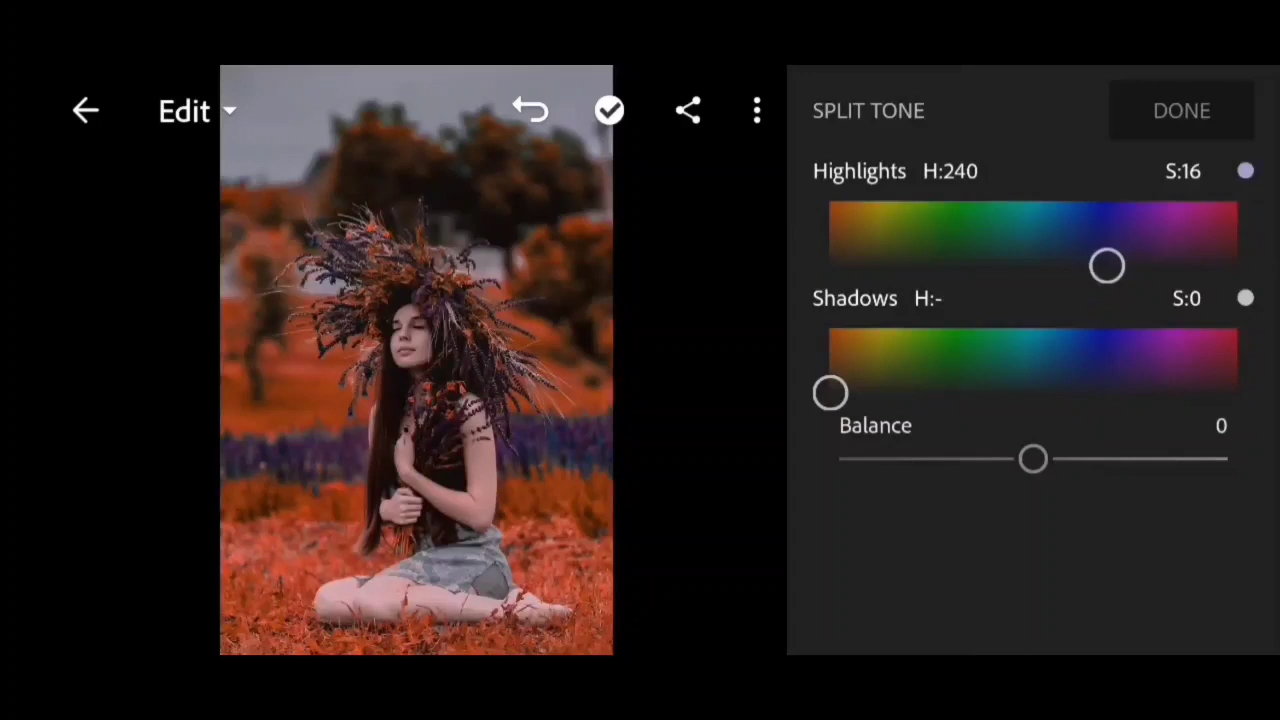 Edit
SPLIT TONE
DONE
Highlights H:240 S:16
Shadows H:- S:0
Balance 0